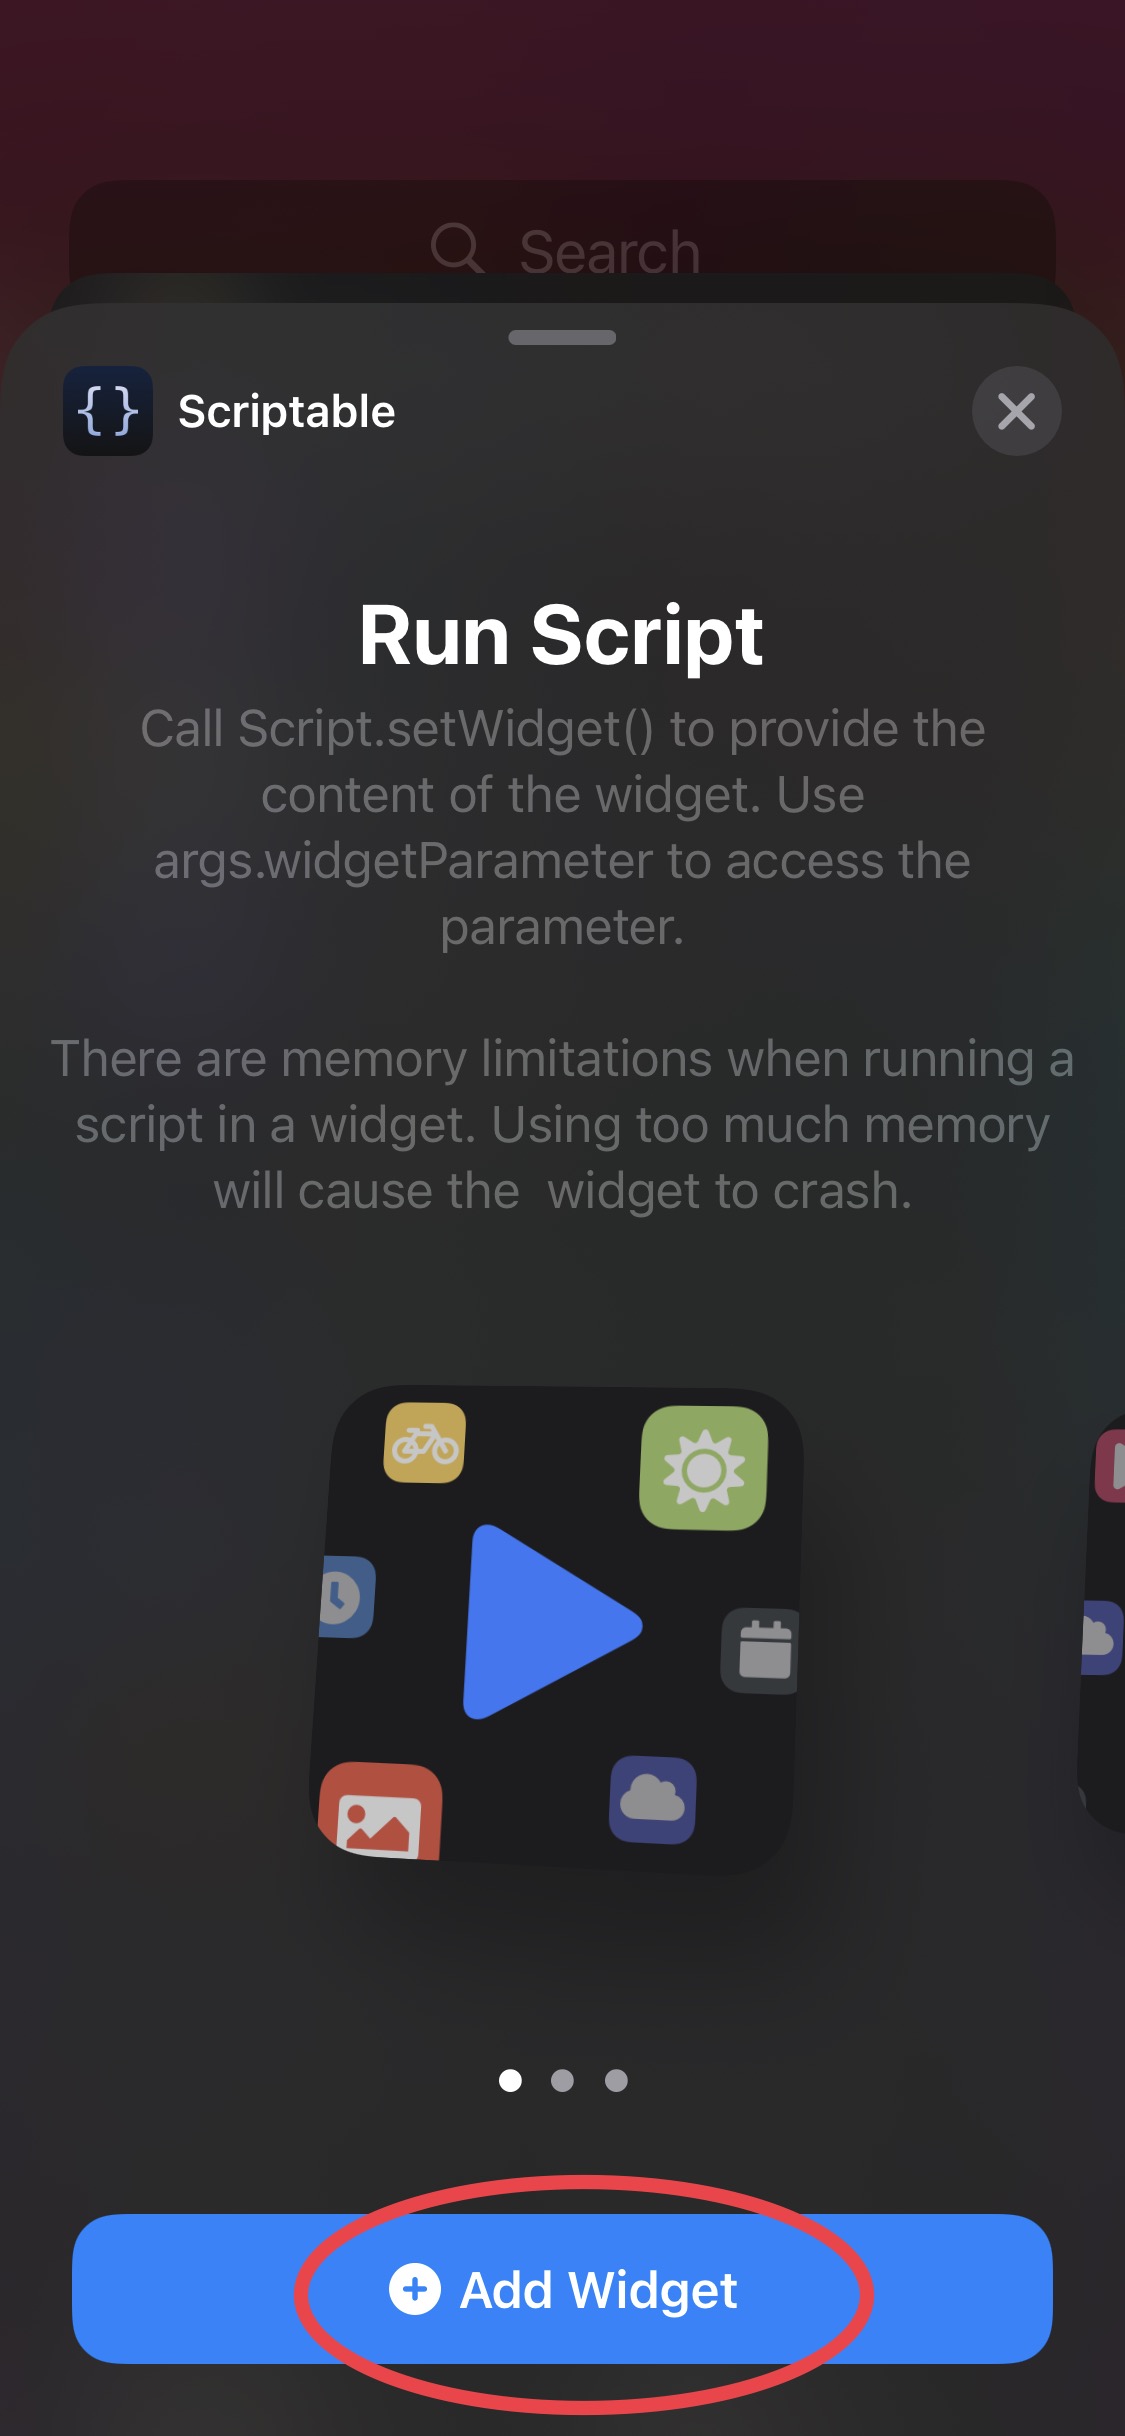 Search
{} Scriptable
Run Script
Call Script.setWidget() to provide the
content of the widget. Use
args.widgetParameter to access the
parameter.
There are memory limitations when running a
script in a widget. Using too much memory
will cause the  widget to crash.
Add Widget